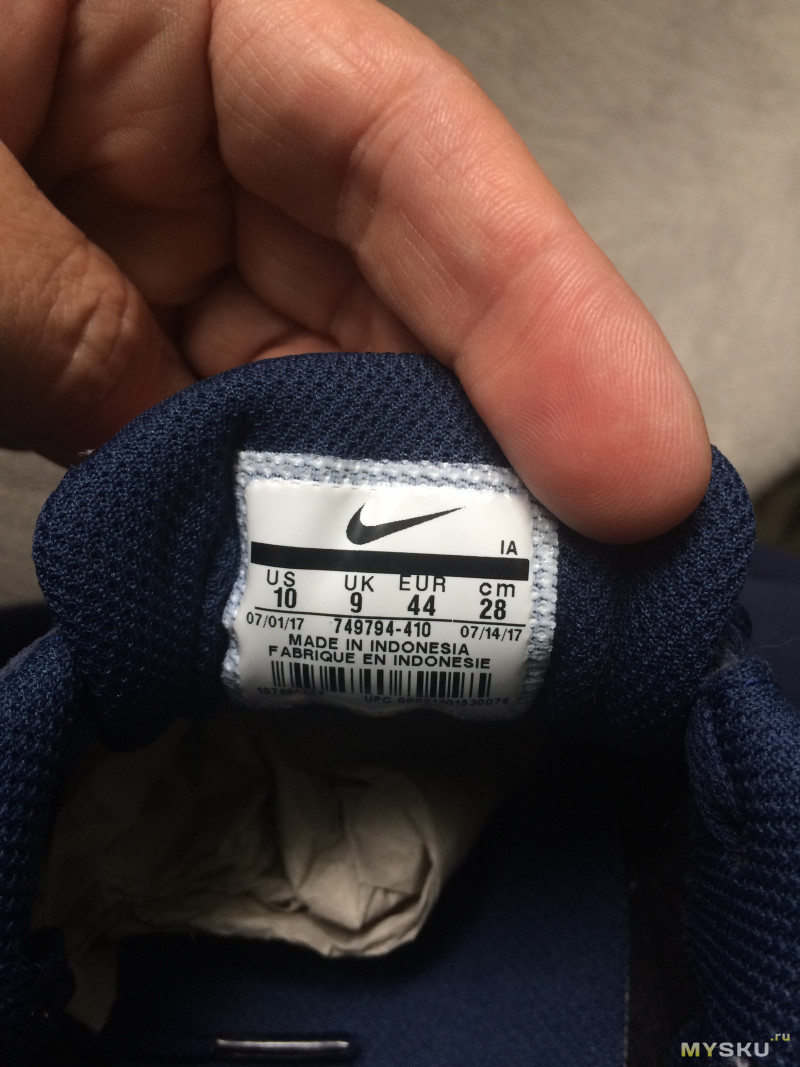 IA
US UK EUR cm
10 9 44 28
07/01/17 749794-410 07/14/17
MADE IN INDONESIA
FABRIQUE EN INDONESIE
UPC
MYSKU.ru